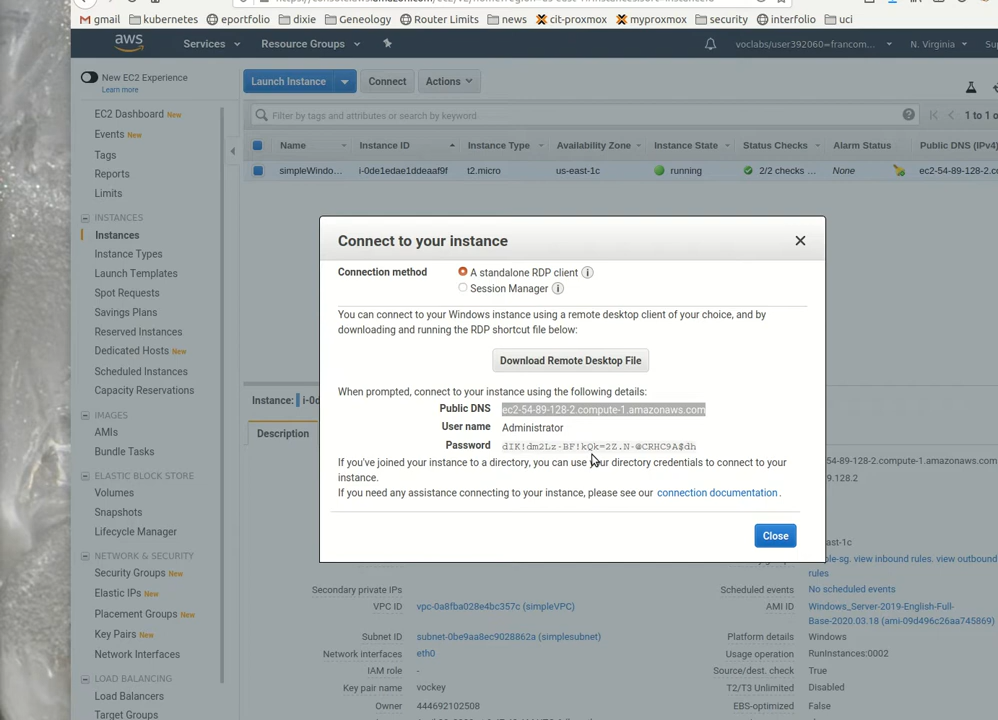 gmail kubernetes eportfolio dixie Geneology Router Limits news cit-proxmox myproxmox security interfolio uci
aws Services Resource Groups voclabs/user392060=francom... N. Virginia
New EC2 Experience
Learn more
Launch Instance Connect Actions
EC2 Dashboard New
Events New
Tags
Reports
Limits
INSTANCES
Instances
Instance Types
Launch Templates
Spot Requests
Savings Plans
Reserved Instances
Dedicated Hosts New
Scheduled Instances
Capacity Reservations
IMAGES
AMIs
Bundle Tasks
ELASTIC BLOCK STORE
Volumes
Snapshots
Lifecycle Manager
NETWORK & SECURITY
Security Groups New
Elastic IPs New
Placement Groups New
Key Pairs New
Network Interfaces
LOAD BALANCING
Load Balancers
Target Groups
Filter by tags and attributes or search by keyword 1 to 1 o
Name Instance ID Instance Type Availability Zone Instance State Status Checks Alarm Status Public DNS (IPv4)
simpleWindo... i-0de1edae1ddeaaf9f t2.micro us-east-1c running 2/2 checks ... None ec2-54-89-128-2.c
Connect to your instance
Connection method A standalone RDP client
Session Manager
You can connect to your Windows instance using a remote desktop client of your choice, and by
downloading and running the RDP shortcut file below:
Download Remote Desktop File
When prompted, connect to your instance using the following details:
Public DNS ec2-54-89-128-2.compute-1.amazonaws.com
User name Administrator
Password dIK!dm2Lz-BF!kQk=2Z.N-@CRHC9A$dh
If you've joined your instance to a directory, you can use your directory credentials to connect to your
instance.
If you need any assistance connecting to your instance, please see our connection documentation.
Close
Instance: i-0d
Description
54-89-128-2.compute-1.amazonaws.com
9.128.2
ast-1c
ple-sg. view inbound rules. view outbound
rules
Secondary private IPs Scheduled events No scheduled events
VPC ID vpc-0a8fba028e4bc357c (simpleVPC) AMI ID Windows_Server-2019-English-Full-
Base-2020.03.18 (ami-09d496c26aa745869)
Subnet ID subnet-0be9aa8ec9028862a (simplesubnet) Platform details Windows
Network interfaces eth0 Usage operation RunInstances:0002
IAM role - Source/dest. check True
Key pair name vockey T2/T3 Unlimited Disabled
Owner 444692102508 EBS-optimized False